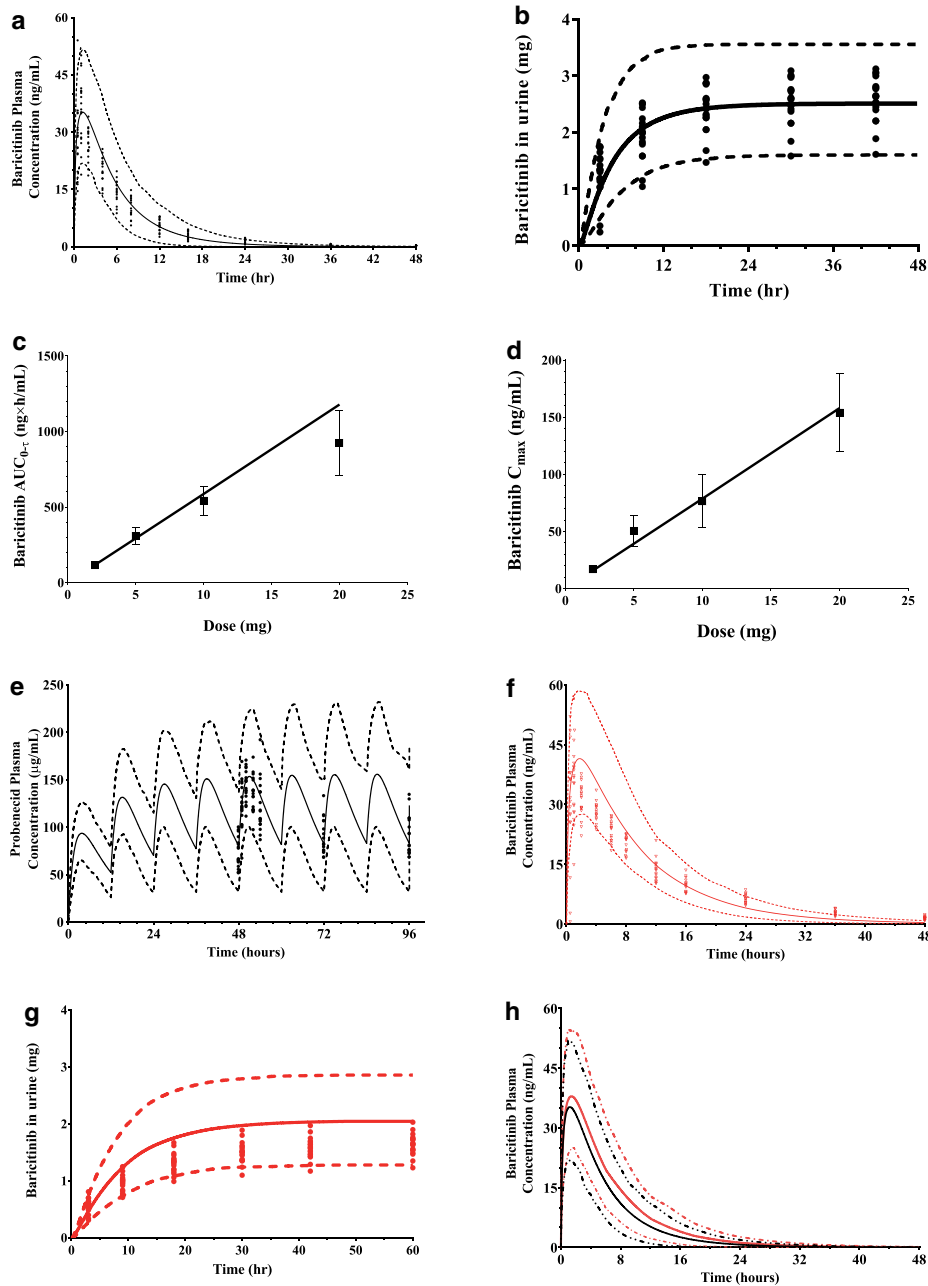 a
Baricitinib Plasma
Concentration (ng/mL)
60
45
30
15
0
0 6 12 18 24 30 36 42 48
Time (hr)
b
Baricitinib in urine (mg)
4
3
2
1
0
0 12 24 36 48
Time (hr)
c
Baricitinib AUC0-τ (ng×h/mL)
1500
1000
500
0
0 5 10 15 20 25
Dose (mg)
d
Baricitinib Cmax (ng/mL)
200
150
100
50
0
0 5 10 15 20 25
Dose (mg)
e
Probenecid Plasma
Concentration (µg/mL)
250
200
150
100
50
0
0 24 48 72 96
Time (hours)
f
Baricitinib Plasma
Concentration (ng/mL)
60
45
30
15
0
0 8 16 24 32 40 48
Time (hours)
g
Baricitinib in urine (mg)
4
3
2
1
0
0 10 20 30 40 50 60
Time (hr)
h
Baricitinib Plasma
Concentration (ng/mL)
60
45
30
15
0
0 8 16 24 32 40 48
Time (hours)